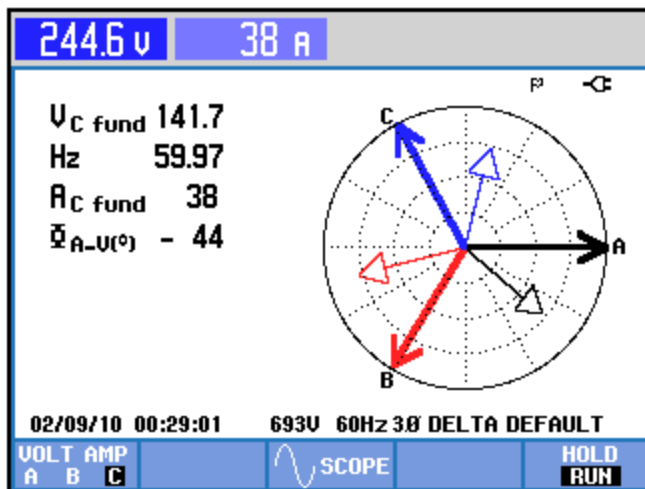 244.6 V 38 A
V C fund 141.7
Hz 59.97
A C fund 38
Φ A-V(°) - 44
C
A
B
02/09/10 00:29:01 693V 60Hz 3Ø DELTA DEFAULT
VOLT AMP
A B C
SCOPE
HOLD
RUN